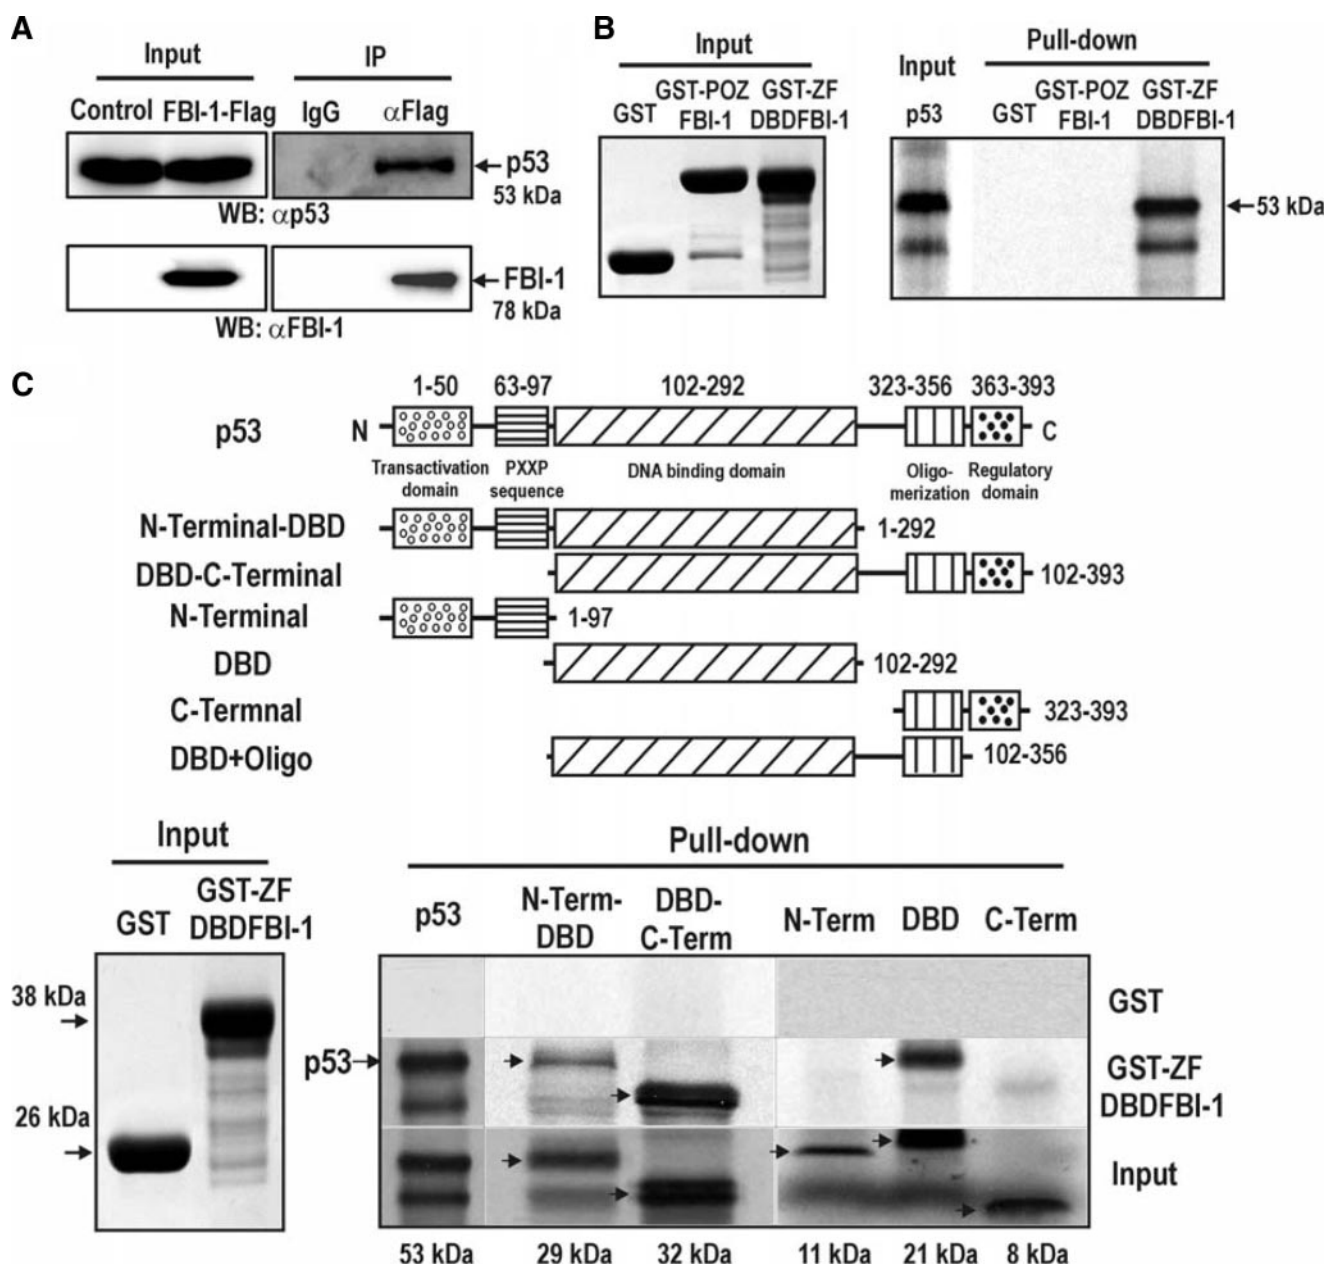 A
Input
IP
Control FBI-1-Flag IgG αFlag
p53
53 kDa
WB: αp53
FBI-1
78 kDa
WB: αFBI-1
B
Input
GST
GST-POZ
FBI-1
GST-ZF
DBDFBI-1
Input
p53
Pull-down
GST
GST-POZ
FBI-1
GST-ZF
DBDFBI-1
53 kDa
C
1-50 63-97 102-292 323-356 363-393
p53 N C
Transactivation
domain
PXXP
sequence
DNA binding domain
Oligo-
merization
Regulatory
domain
N-Terminal-DBD 1-292
DBD-C-Terminal 102-393
N-Terminal 1-97
DBD 102-292
C-Termnal 323-393
DBD+Oligo 102-356
Input
GST
GST-ZF
DBDFBI-1
38 kDa
26 kDa
Pull-down
p53
N-Term-
DBD
DBD-
C-Term
N-Term DBD C-Term
GST
p53
GST-ZF
DBDFBI-1
Input
53 kDa 29 kDa 32 kDa 11 kDa 21 kDa 8 kDa